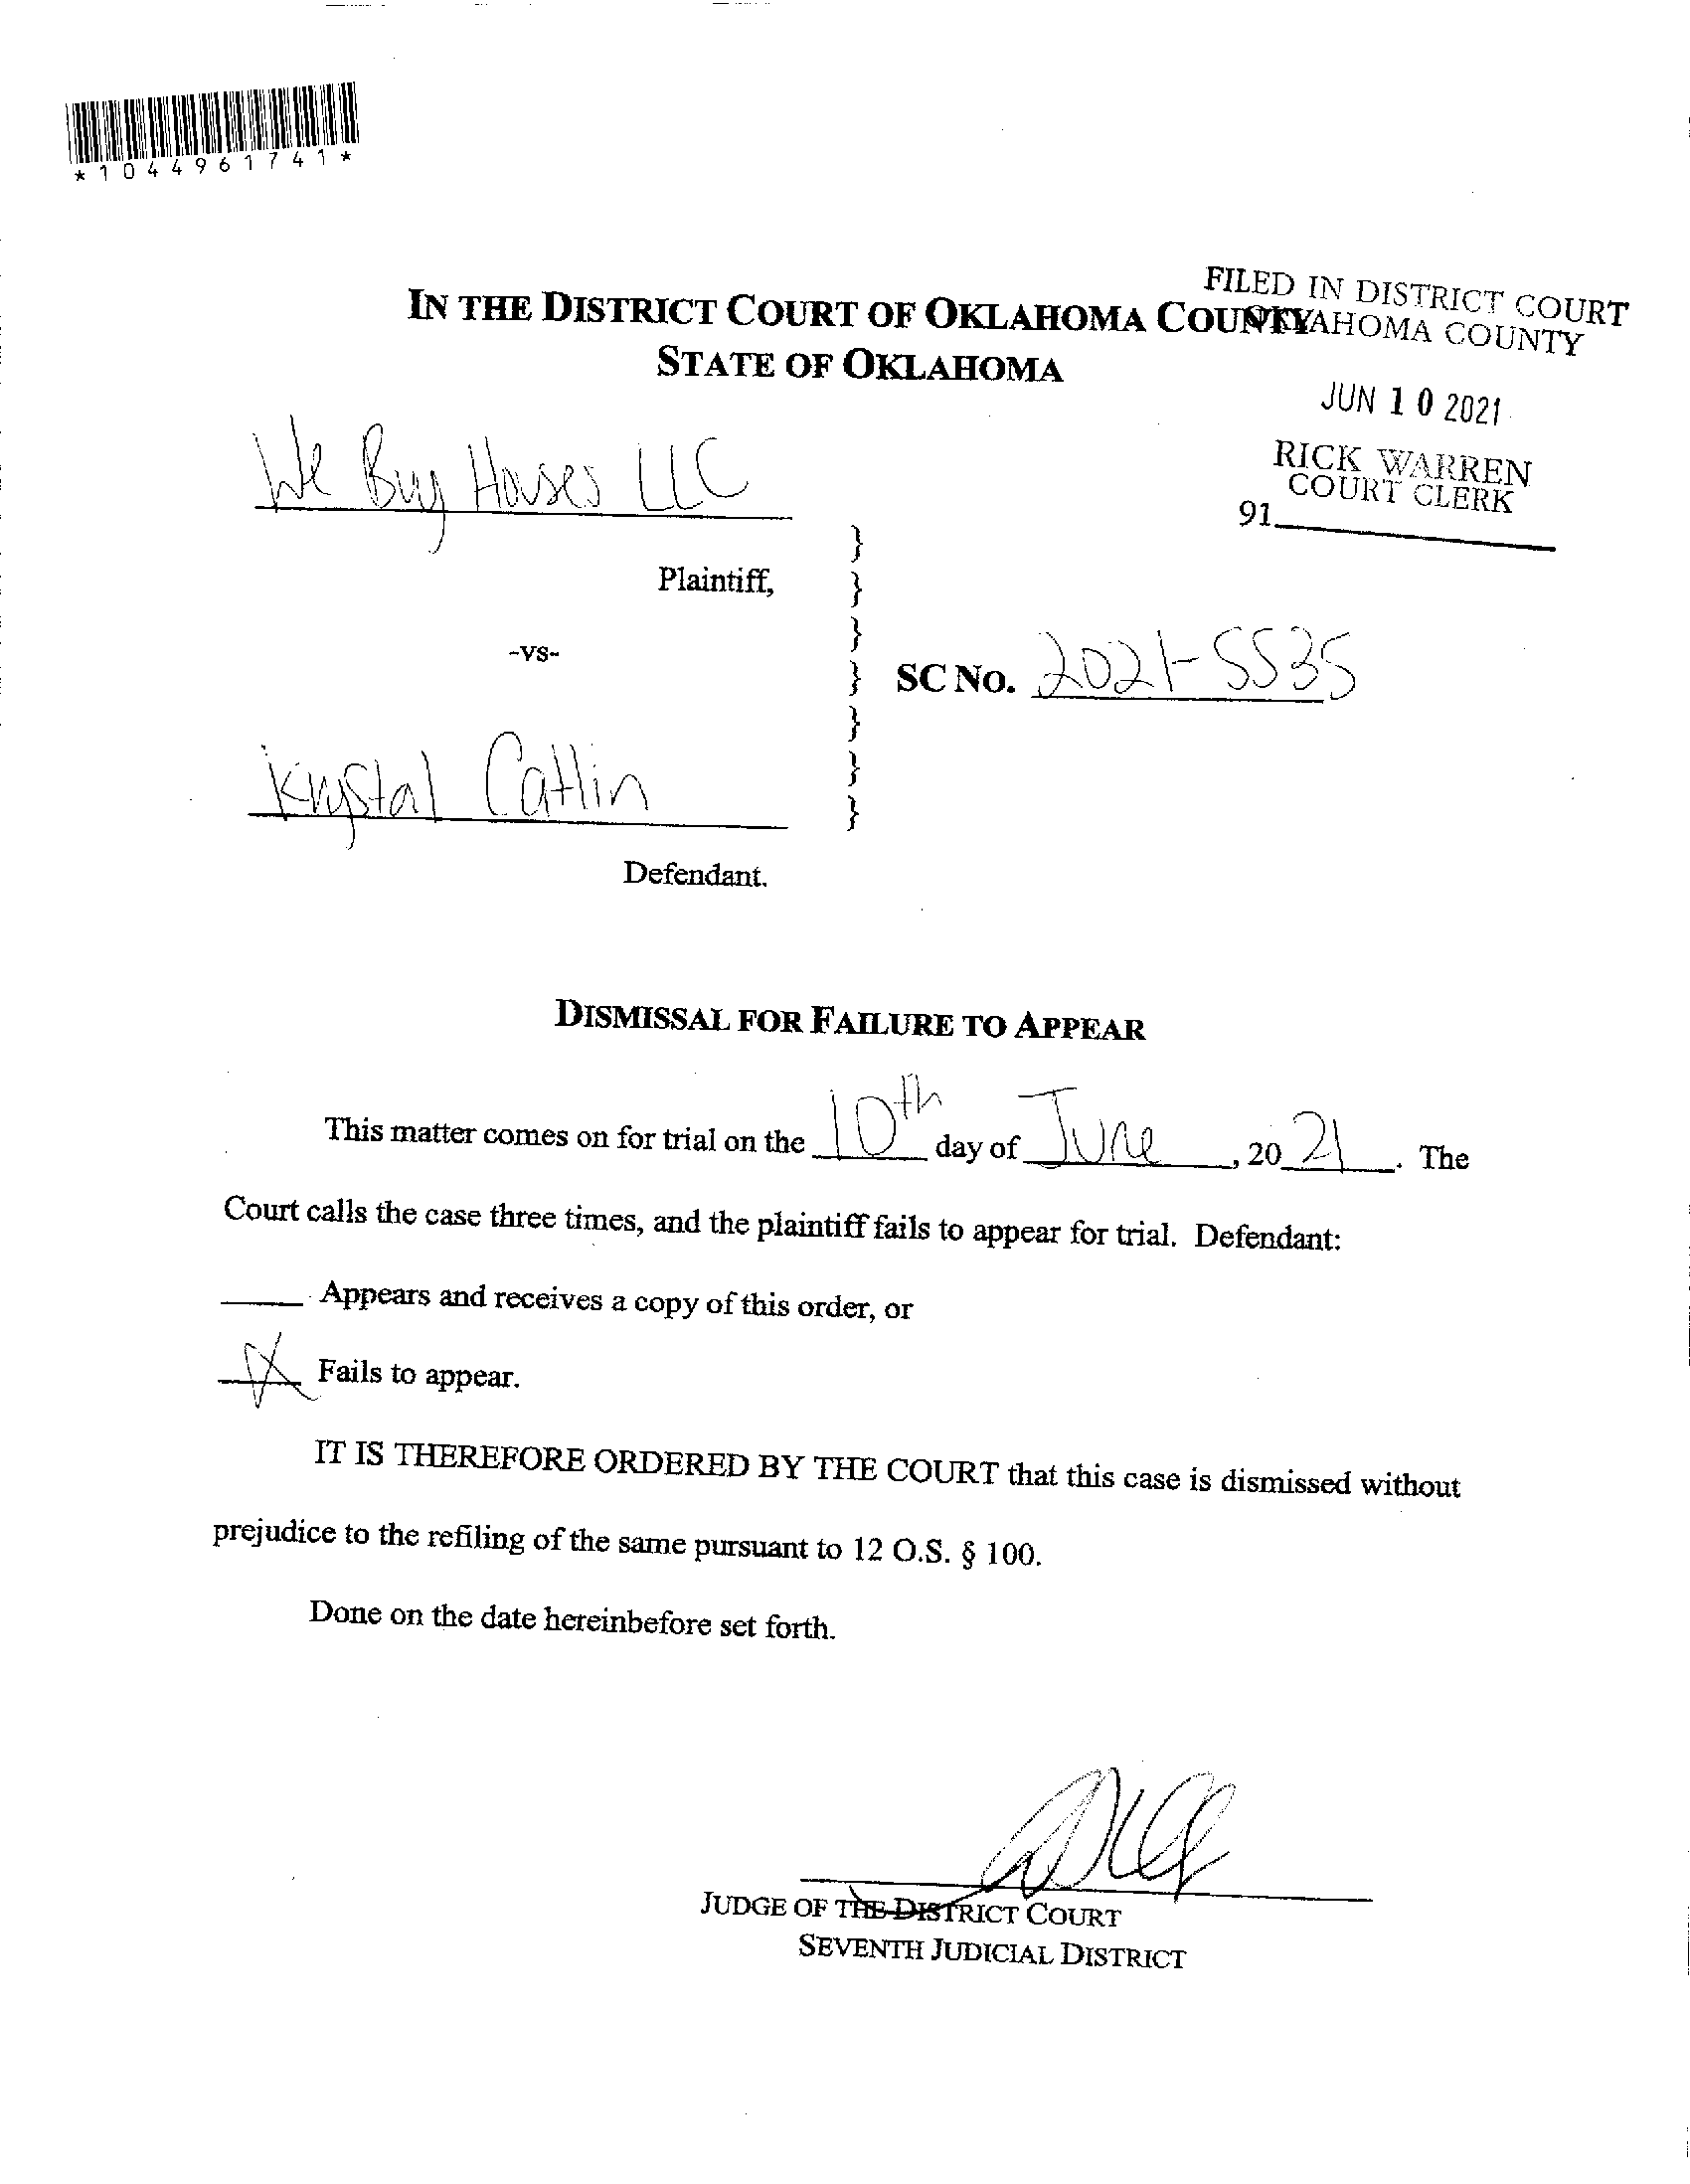 *1044961741*
FILED IN DISTRICT COURT
IN THE DISTRICT COURT OF OKLAHOMA COUNTY
OKLAHOMA COUNTY
STATE OF OKLAHOMA
JUN 10 2021
RICK WARREN
COURT CLERK
91
We Buy Houses LLC
Plaintiff,
-vs-
SC NO. 2021-5535
Krystal Catlin
Defendant.
}
}
}
}
}
}
}
DISMISSAL FOR FAILURE TO APPEAR
This matter comes on for trial on the 10th day of June, 2021. The
Court calls the case three times, and the plaintiff fails to appear for trial. Defendant:
Appears and receives a copy of this order, or
Fails to appear.
IT IS THEREFORE ORDERED BY THE COURT that this case is dismissed without
prejudice to the refiling of the same pursuant to 12 O.S. § 100.
Done on the date hereinbefore set forth.
JUDGE OF THE DISTRICT COURT
SEVENTH JUDICIAL DISTRICT